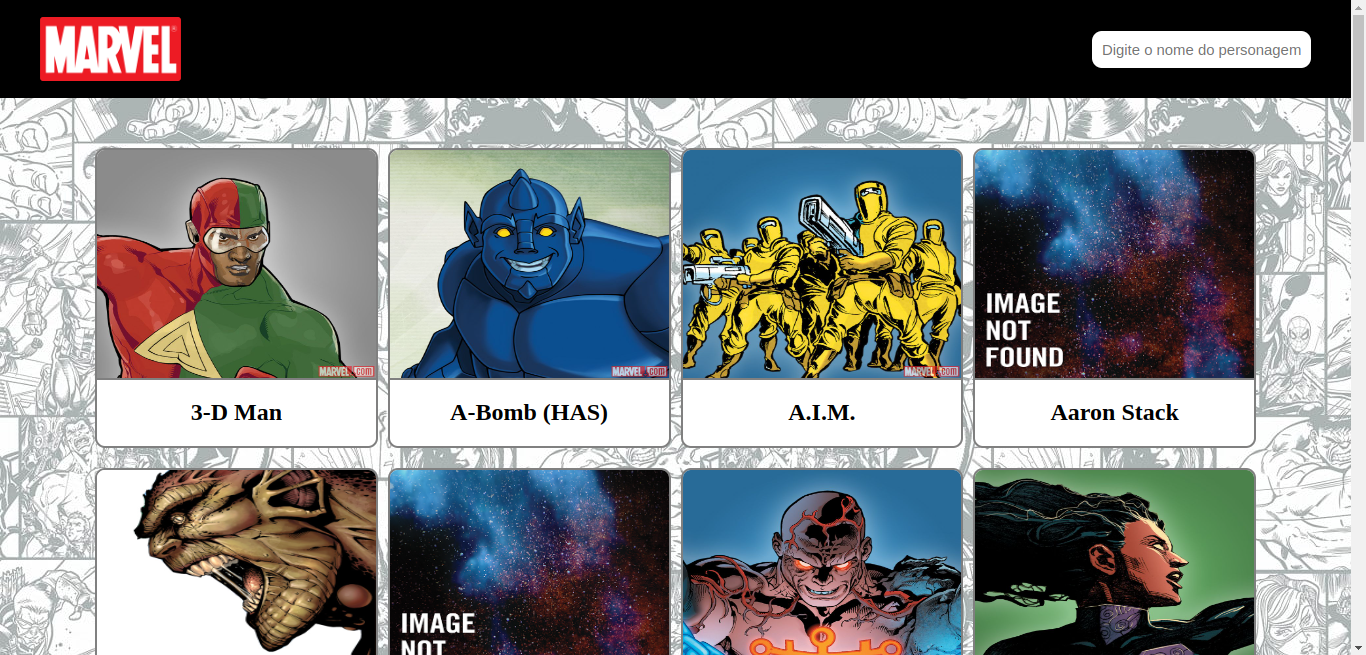 MARVEL
Digite o nome do personagem
MARVEL.COM
MARVEL.COM
MARVEL.COM
IMAGE
NOT
FOUND
3-D Man
A-Bomb (HAS)
A.I.M.
Aaron Stack
IMAGE
NOT